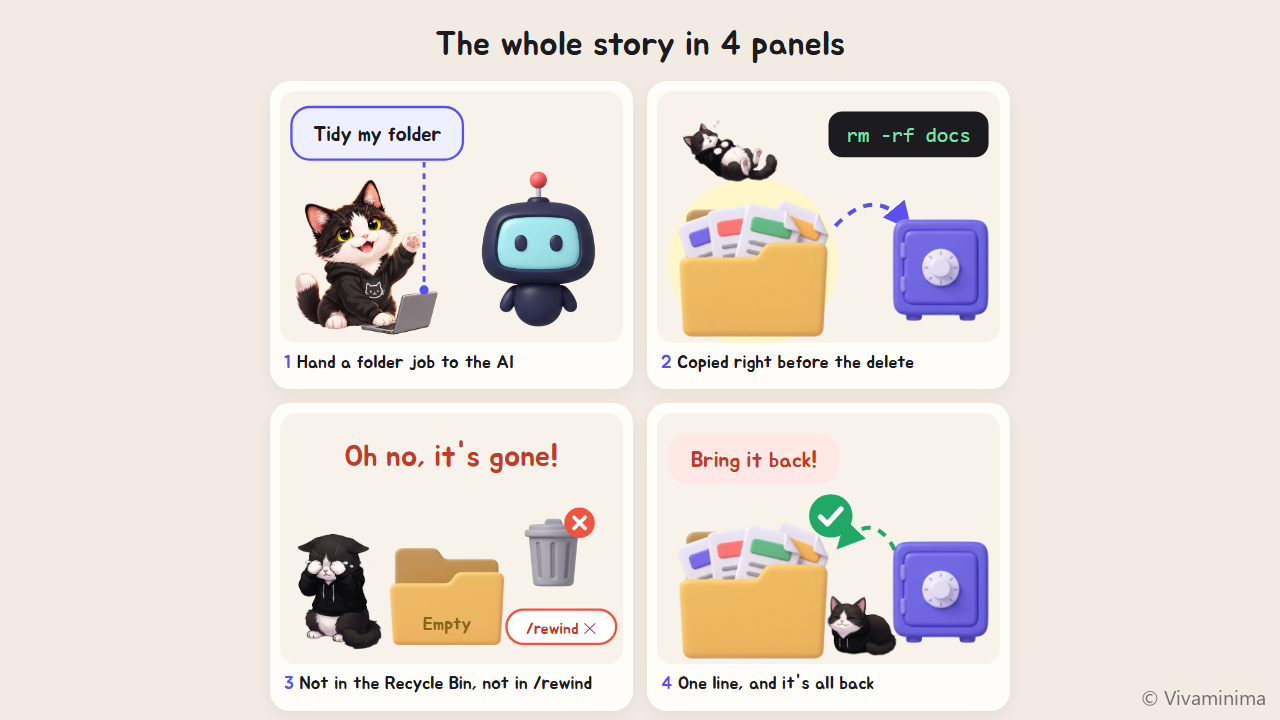 The whole story in 4 panels
Tidy my folder
1 Hand a folder job to the AI
rm -rf docs
2 Copied right before the delete
Oh no, it's gone!
Empty
/rewind ×
3 Not in the Recycle Bin, not in /rewind
Bring it back!
4 One line, and it's all back
© Vivaminima